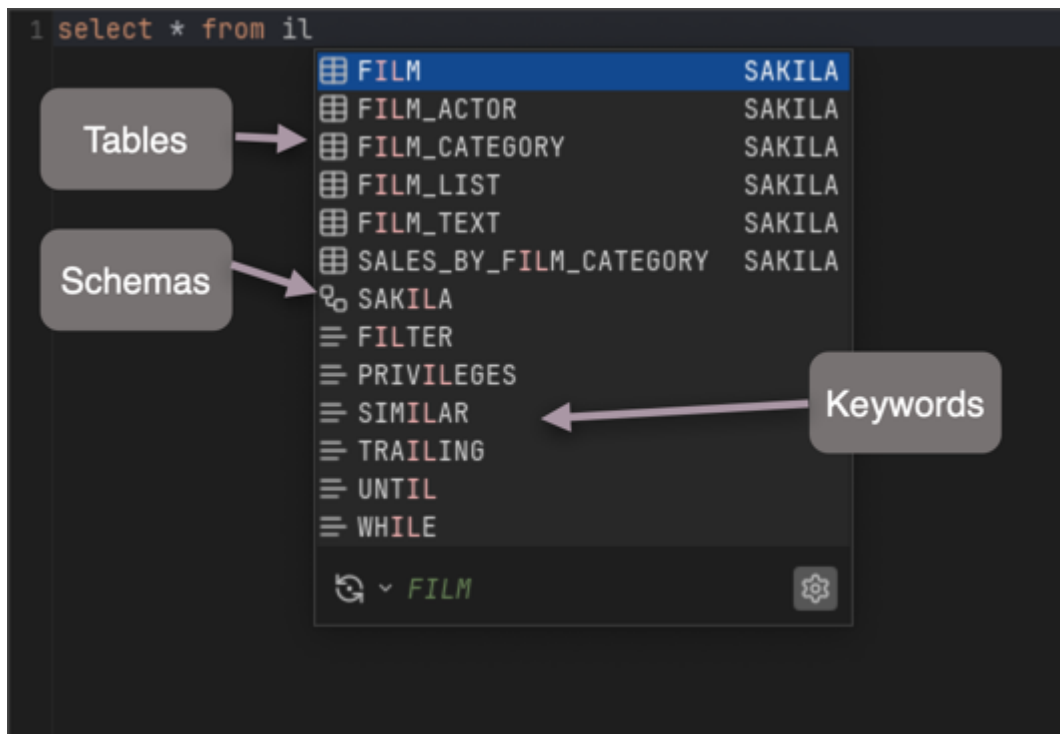 1 select * from il
FILM SAKILA
FILM_ACTOR SAKILA
Tables
FILM_CATEGORY SAKILA
FILM_LIST SAKILA
FILM_TEXT SAKILA
SALES_BY_FILM_CATEGORY SAKILA
Schemas
SAKILA
FILTER
PRIVILEGES
SIMILAR
Keywords
TRAILING
UNTIL
WHILE
FILM